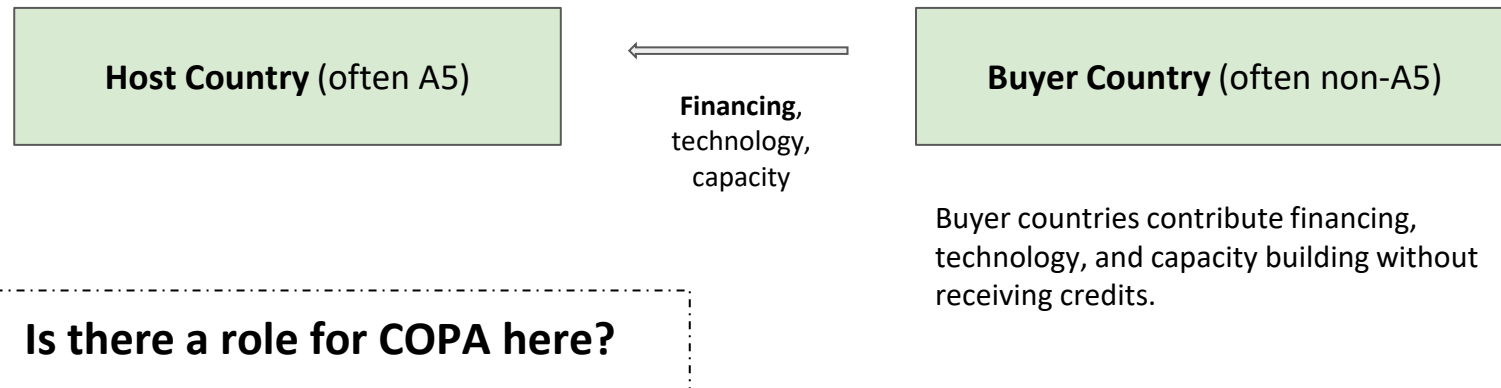 Host Country (often A5)
Financing,
technology,
capacity
Buyer Country (often non-A5)
Buyer countries contribute financing,
technology, and capacity building without
receiving credits.
Is there a role for COPA here?